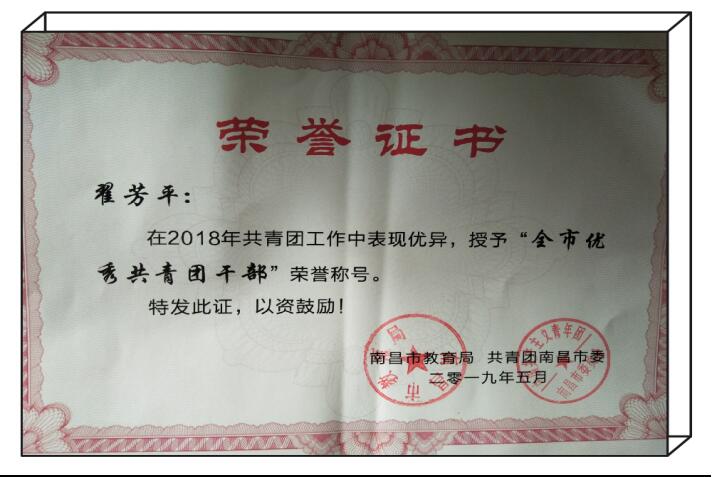 荣誉证书
翟芳平：
在2018年共青团工作中表现优异，授予“全市优
秀共青团干部”荣誉称号。
特发此证，以资鼓励！
南昌市教育局 共青团南昌市委
二零一九年五月